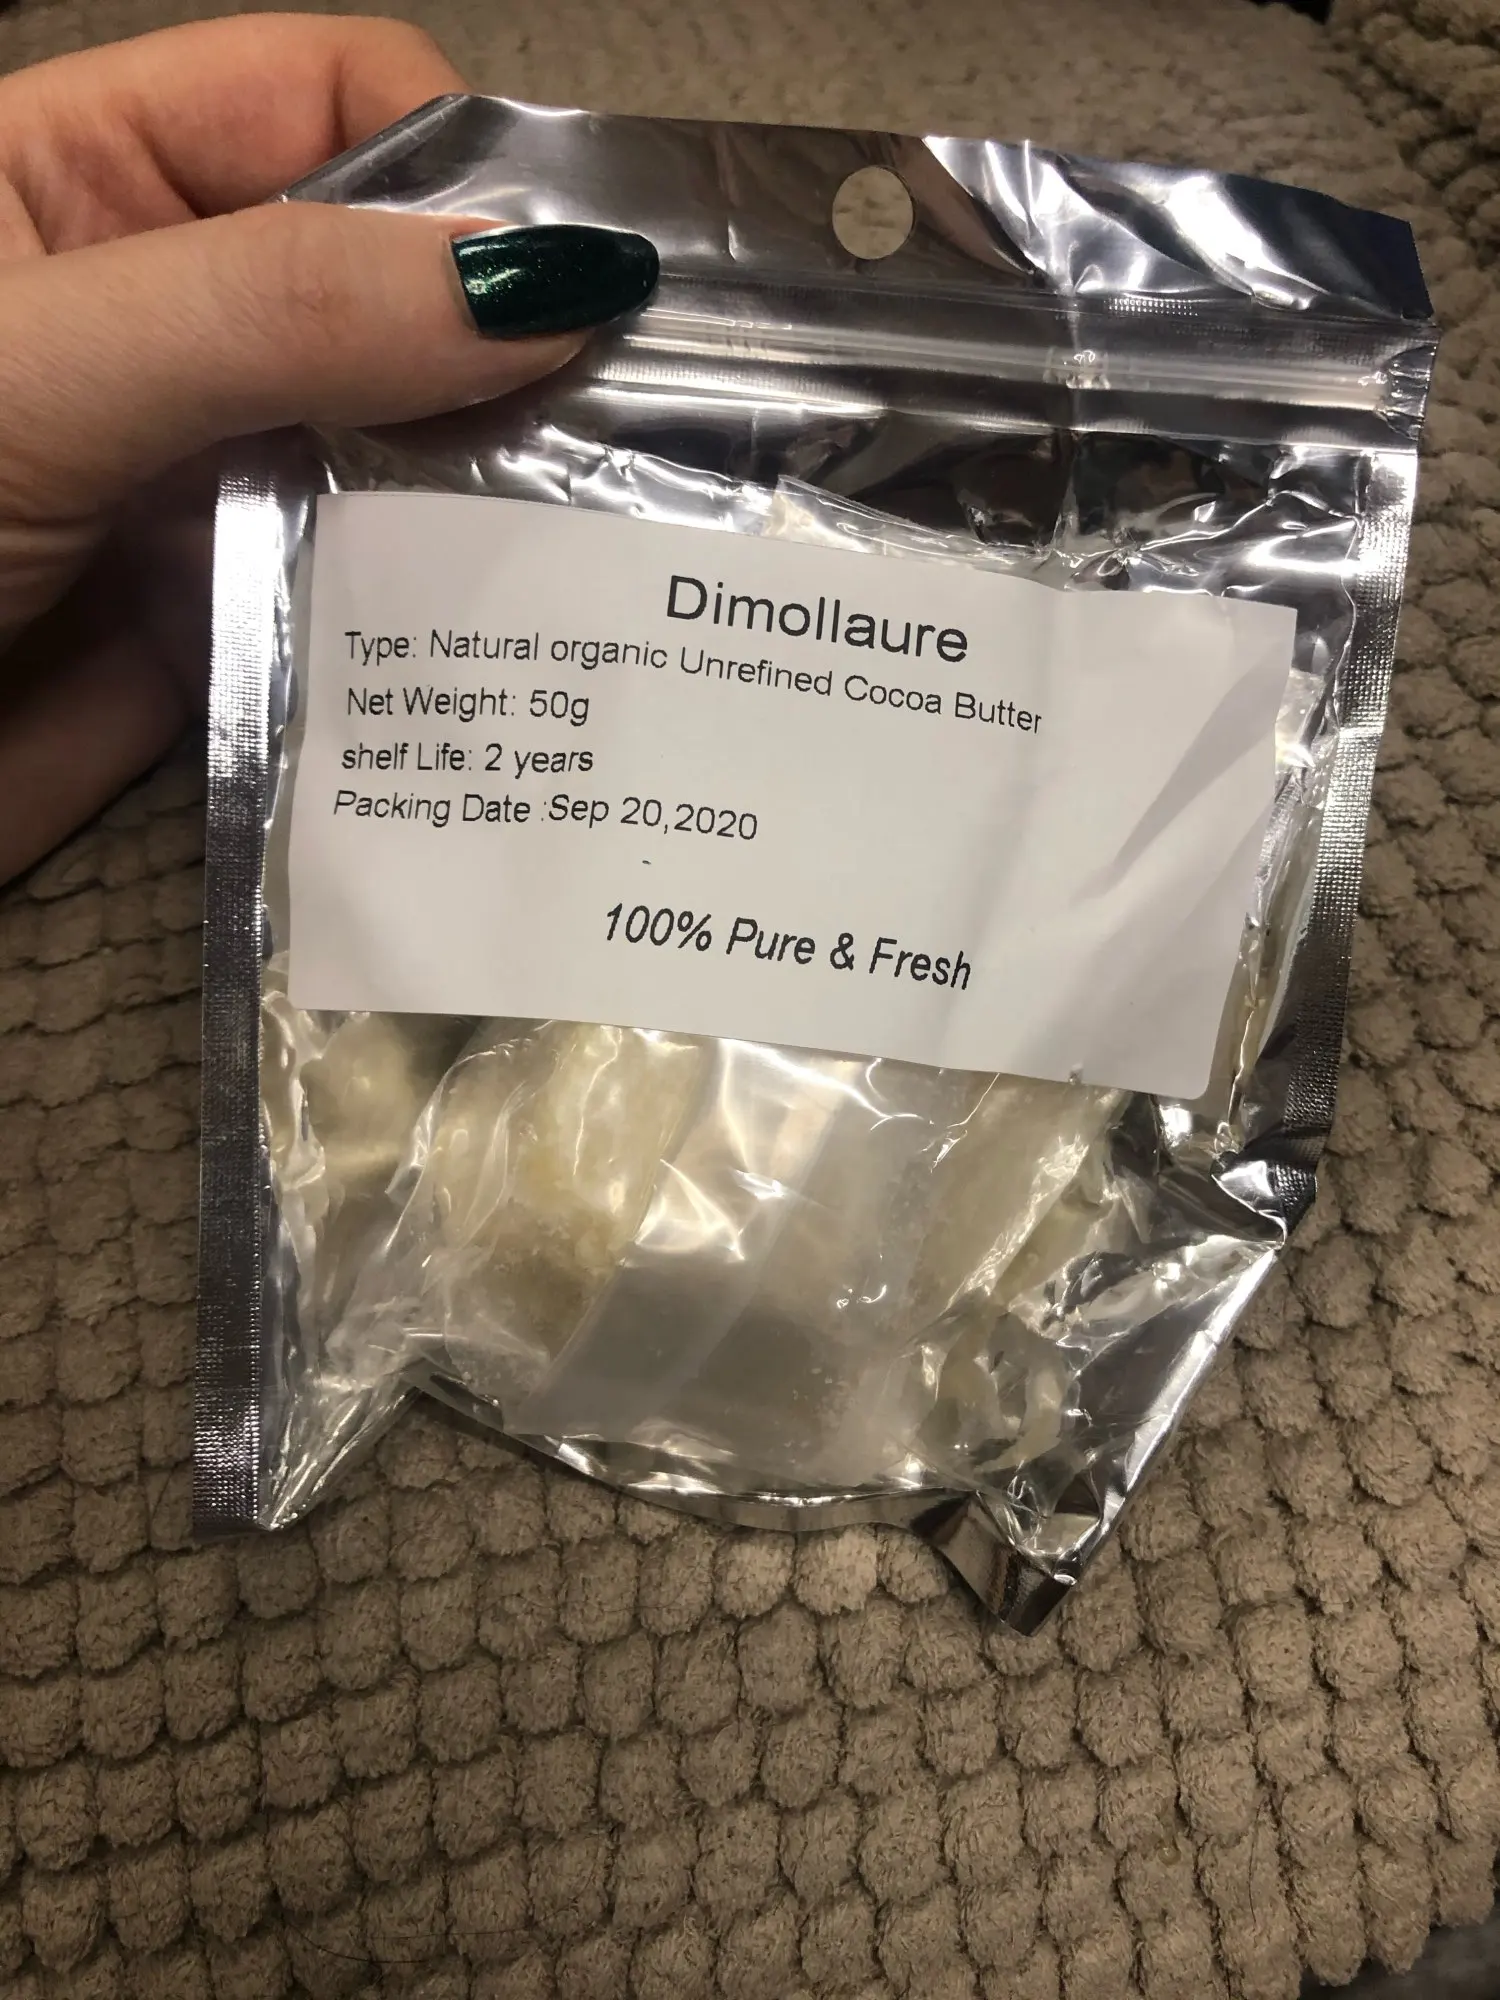 Dimollaure
Type: Natural organic Unrefined Cocoa Butter
Net Weight: 50g
shelf Life: 2 years
Packing Date :Sep 20,2020
100% Pure & Fresh